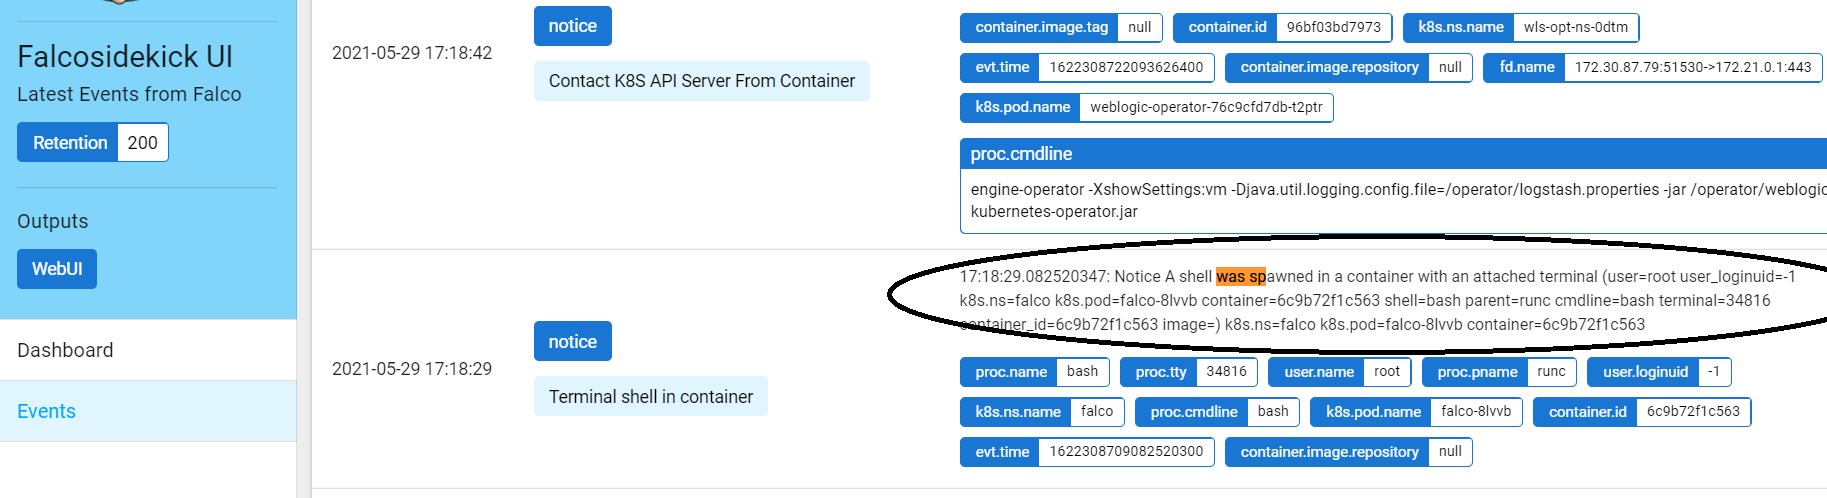 Falcosidekick UI
Latest Events from Falco
Retention 200
Outputs
WebUI
Dashboard
Events
2021-05-29 17:18:42
notice
Contact K8S API Server From Container
container.image.tag null container.id 96bf03bd7973 k8s.ns.name wls-opt-ns-0dtm
evt.time 1622308722093626400 container.image.repository null fd.name 172.30.87.79:51530->172.21.0.1:443
k8s.pod.name weblogic-operator-76c9cfd7db-t2ptr
proc.cmdline
engine-operator -XshowSettings:vm -Djava.util.logging.config.file=/operator/logstash.properties -jar /operator/weblogic
kubernetes-operator.jar
2021-05-29 17:18:29
notice
Terminal shell in container
17:18:29.082520347: Notice A shell was spawned in a container with an attached terminal (user=root user_loginuid=-1
k8s.ns=falco k8s.pod=falco-8lvvb container=6c9b72f1c563 shell=bash parent=runc cmdline=bash terminal=34816
container_id=6c9b72f1c563 image=) k8s.ns=falco k8s.pod=falco-8lvvb container=6c9b72f1c563
proc.name bash proc.tty 34816 user.name root proc.pname runc user.loginuid -1
k8s.ns.name falco proc.cmdline bash k8s.pod.name falco-8lvvb container.id 6c9b72f1c563
evt.time 1622308709082520300 container.image.repository null